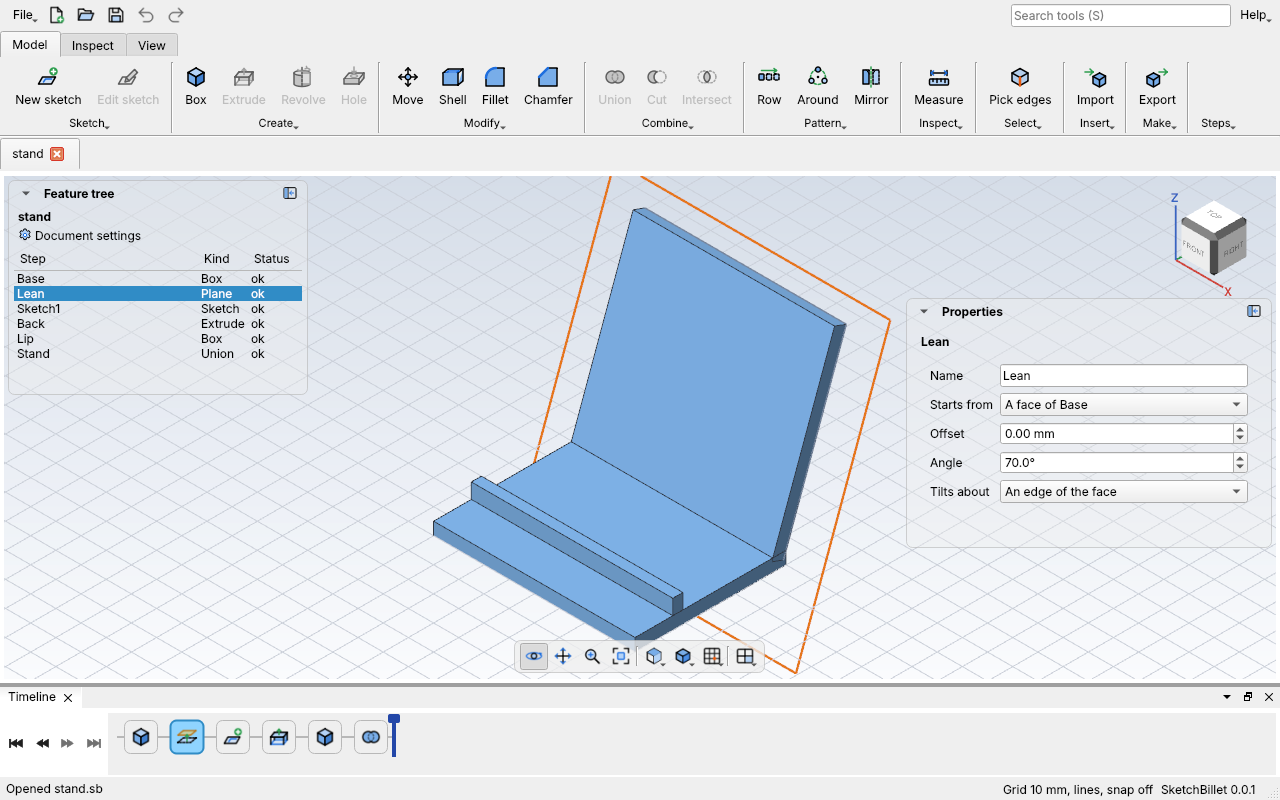 File
Search tools (S)
Help
Model Inspect View
New sketch Edit sketch Box Extrude Revolve Hole Move Shell Fillet Chamfer Union Cut Intersect Row Around Mirror Measure Pick edges Import Export
Sketch Create Modify Combine Pattern Inspect Select Insert Make Steps
stand
Feature tree
stand
Document settings
Step Kind Status
Base Box ok
Lean Plane ok
Sketch1 Sketch ok
Back Extrude ok
Lip Box ok
Stand Union ok
Z
TOP
FRONT RIGHT
X
Properties
Lean
Name Lean
Starts from A face of Base
Offset 0.00 mm
Angle 70.0°
Tilts about An edge of the face
Timeline
Opened stand.sb
Grid 10 mm, lines, snap off SketchBillet 0.0.1